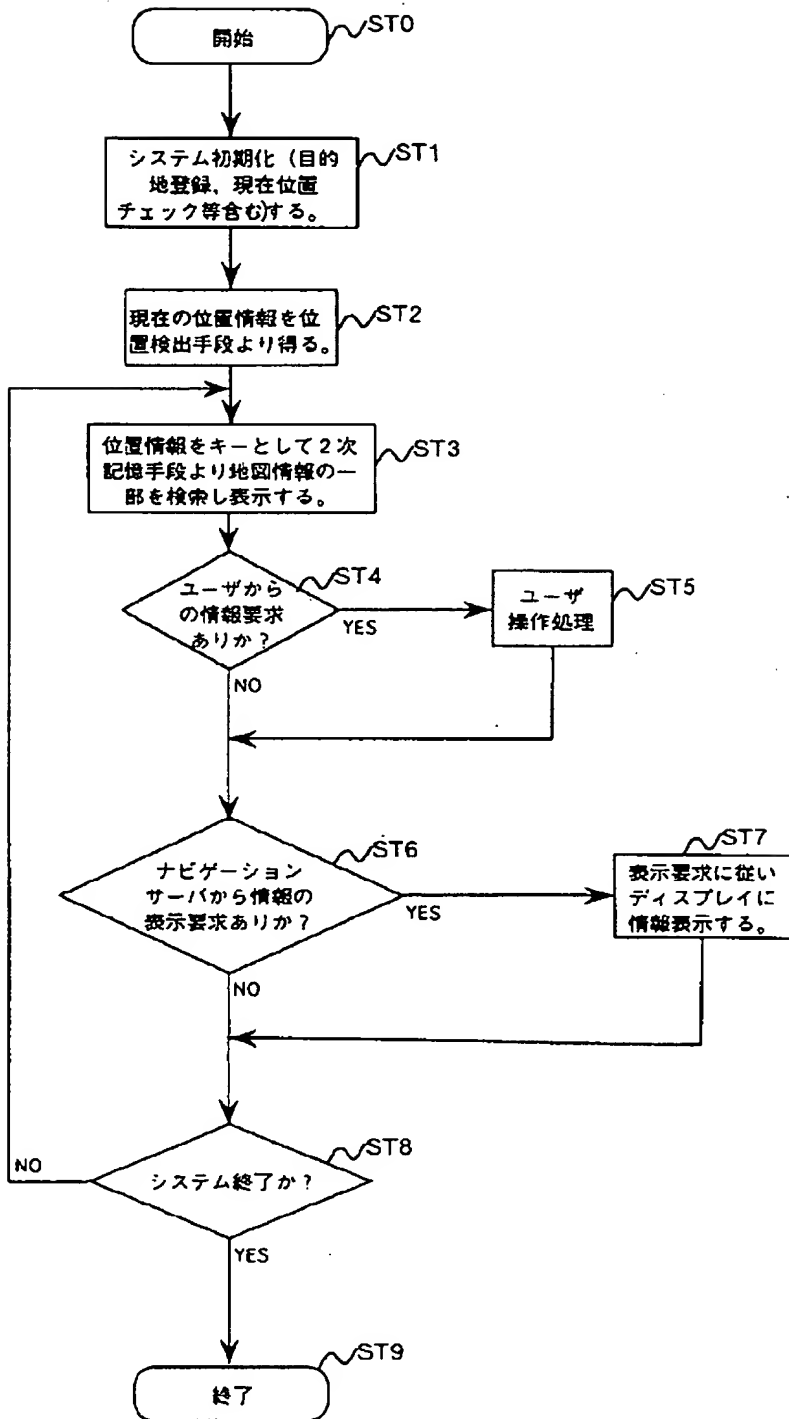 開始
ST0
システム初期化(目的
地登録、現在位置
チェック等含む)する。
ST1
現在の位置情報を位
置検出手段より得る。
ST2
位置情報をキーとして2次
記憶手段より地図情報の一
部を検索し表示する。
ST3
ユーザから
の情報要求
ありか?
ST4
YES
ユーザ
操作処理
ST5
NO
ナビゲーション
サーバから情報の
表示要求ありか?
ST6
YES
表示要求に従い
ディスプレイに
情報表示する。
ST7
NO
システム終了か?
ST8
NO
YES
終了
ST9